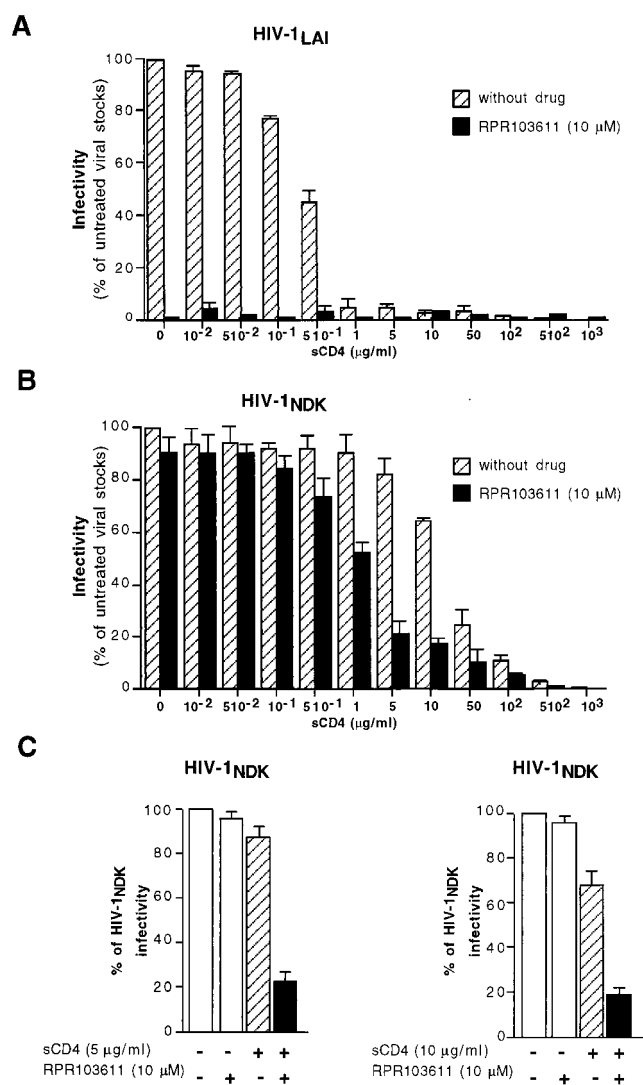 A
HIV-1LAI
Infectivity
(% of untreated viral stocks)
100
80
60
40
20
0
without drug
RPR103611 (10 μM)
0 10-2 510-2 10-1 510-1 1 5 10 50 102 5102 103
sCD4 (μg/ml)
B
HIV-1NDK
Infectivity
(% of untreated viral stocks)
100
80
60
40
20
0
without drug
RPR103611 (10 μM)
0 10-2 510-2 10-1 510-1 1 5 10 50 102 5102 103
sCD4 (μg/ml)
C
HIV-1NDK
% of HIV-1NDK
infectivity
100
80
60
40
20
0
sCD4 (5 μg/ml) - - + +
RPR103611 (10 μM) - + - +
HIV-1NDK
% of HIV-1NDK
infectivity
100
80
60
40
20
0
sCD4 (10 μg/ml) - - + +
RPR103611 (10 μM) - + - +